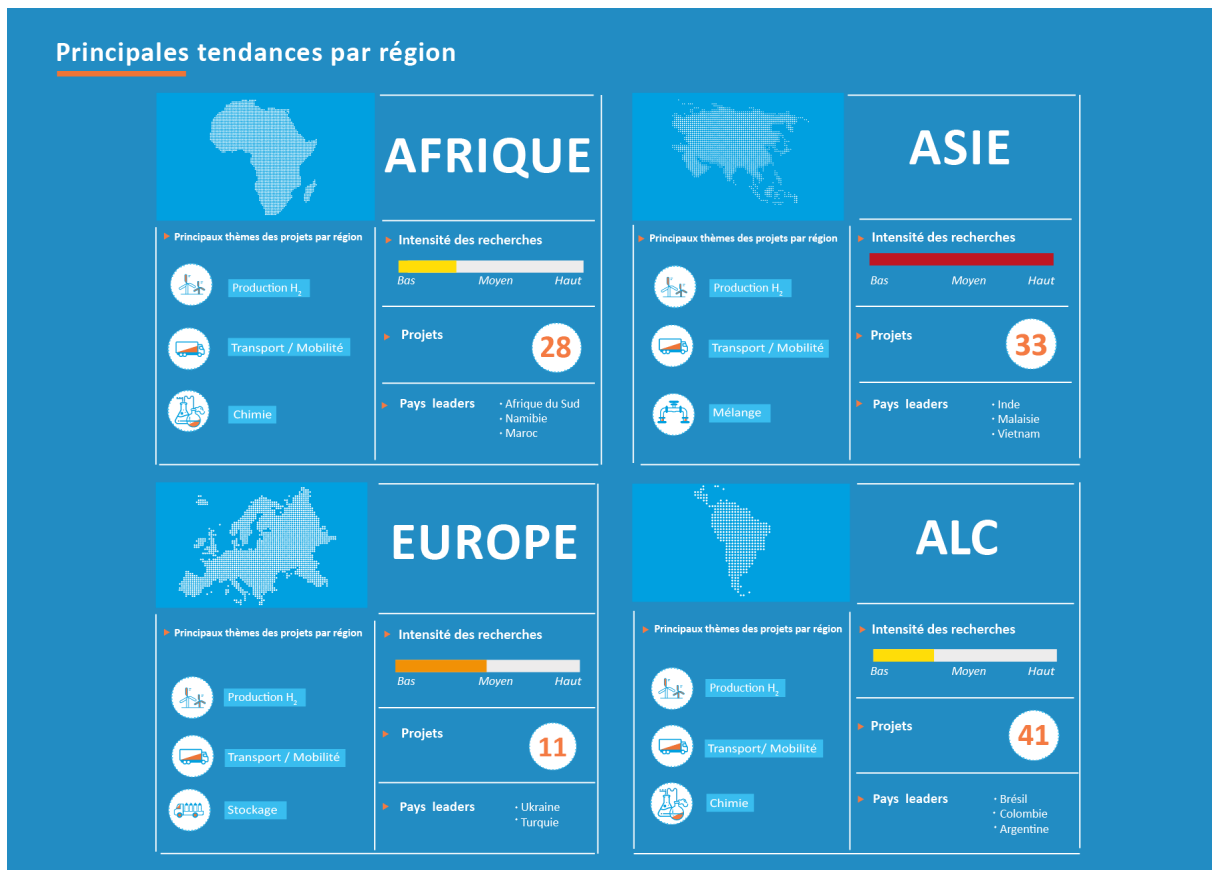 Principales tendances par région
AFRIQUE
Principaux thèmes des projets par région
Production H₂
Transport / Mobilité
Chimie
Intensité des recherches
Bas Moyen Haut
Projets
28
Pays leaders
· Afrique du Sud
· Namibie
· Maroc
ASIE
Principaux thèmes des projets par région
Production H₂
Transport / Mobilité
Mélange
Intensité des recherches
Bas Moyen Haut
Projets
33
Pays leaders
· Inde
· Malaisie
· Vietnam
EUROPE
Principaux thèmes des projets par région
Production H₂
Transport / Mobilité
Stockage
Intensité des recherches
Bas Moyen Haut
Projets
11
Pays leaders
· Ukraine
· Turquie
ALC
Principaux thèmes des projets par région
Production H₂
Transport/ Mobilité
Chimie
Intensité des recherches
Bas Moyen Haut
Projets
41
Pays leaders
· Brésil
· Colombie
· Argentine